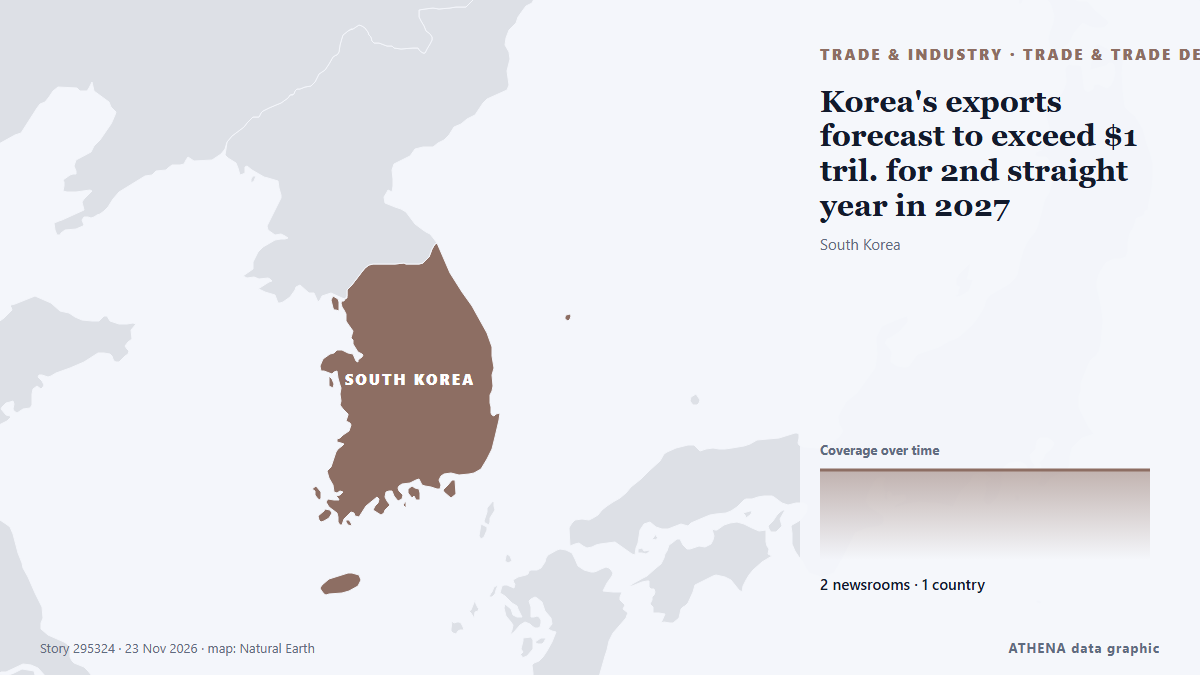 TRADE & INDUSTRY · TRADE & TRADE DE
Korea's exports
forecast to exceed $1
tril. for 2nd straight
year in 2027
South Korea
SOUTH KOREA
Coverage over time
2 newsrooms · 1 country
Story 295324 · 23 Nov 2026 · map: Natural Earth
ATHENA data graphic